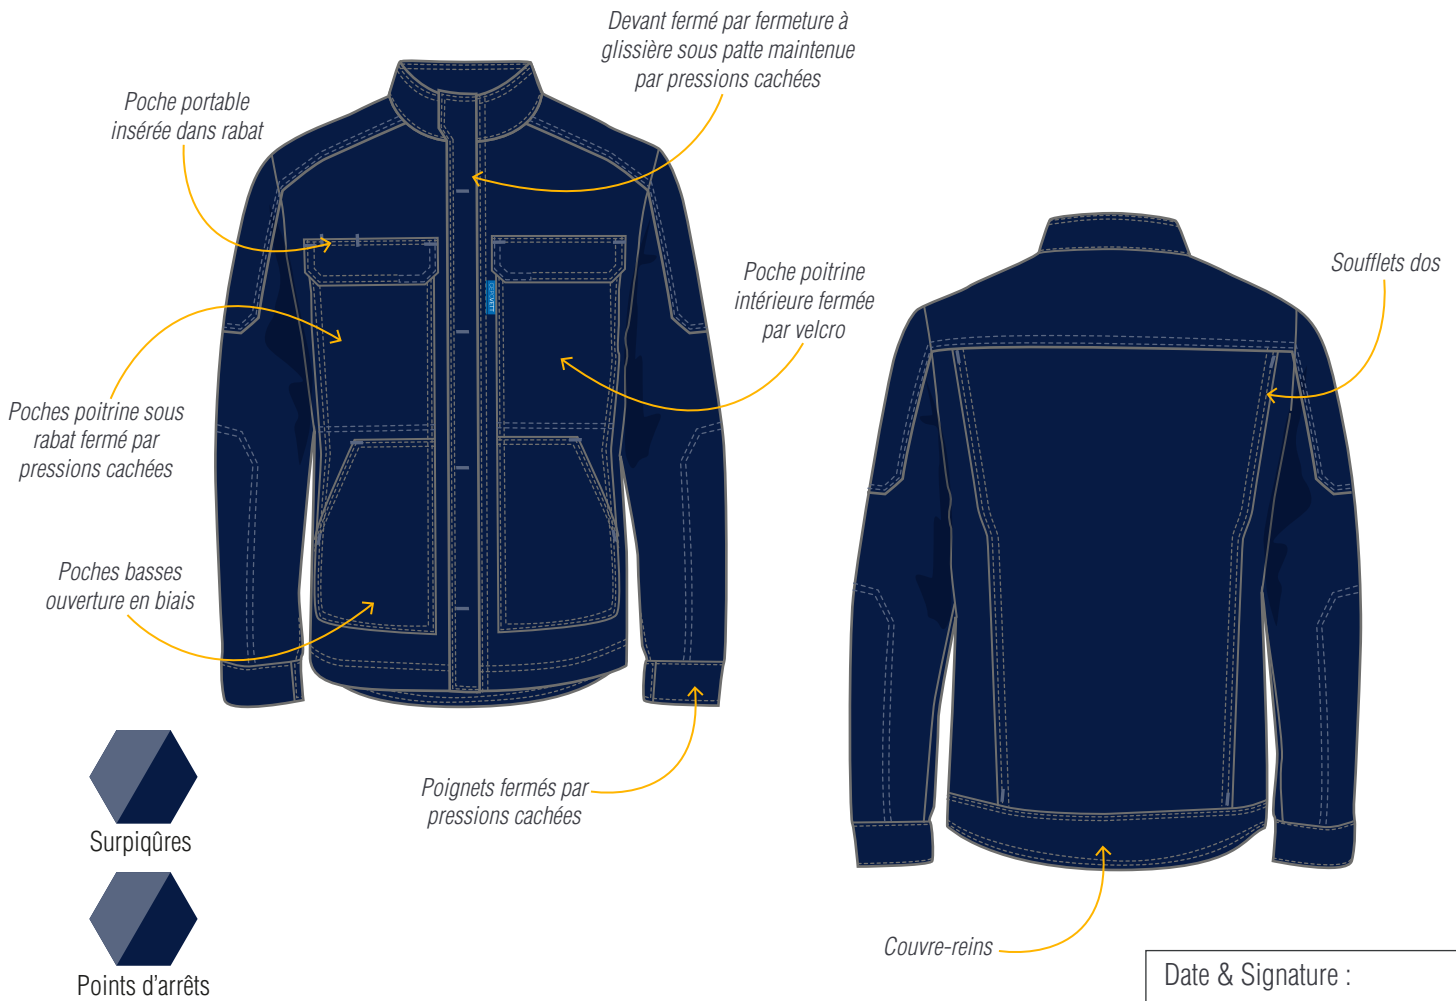 Devant fermé par fermeture à
glissière sous patte maintenue
par pressions cachées
Poche portable
insérée dans rabat
Poche poitrine
intérieure fermée
par velcro
Soufflets dos
Poches poitrine sous
rabat fermé par
pressions cachées
Poches basses
ouverture en biais
Poignets fermés par
pressions cachées
Surpiqûres
Couvre-reins
Points d'arrêts
Date & Signature :